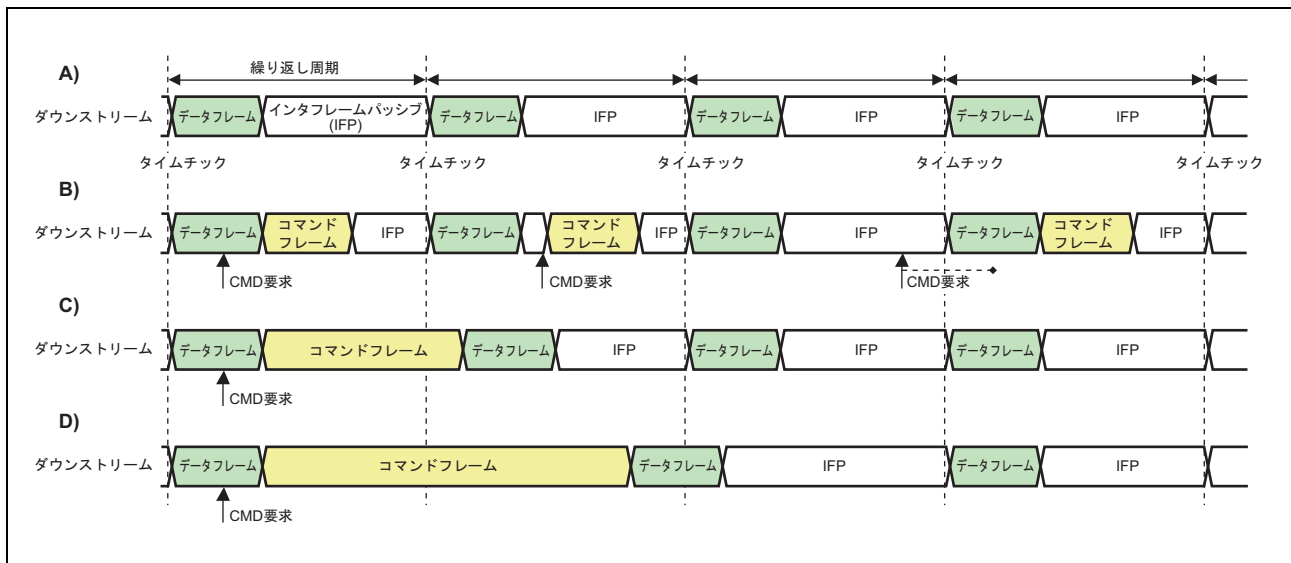 A)
繰り返し周期
ダウンストリーム
データフレーム
インタフレームパッシブ
(IFP)
データフレーム
IFP
データフレーム
IFP
データフレーム
IFP
タイムチック
タイムチック
タイムチック
タイムチック
タイムチック
B)
ダウンストリーム
データフレーム
コマンド
フレーム
IFP
データフレーム
コマンド
フレーム
IFP
データフレーム
IFP
データフレーム
コマンド
フレーム
IFP
CMD要求
CMD要求
CMD要求
C)
ダウンストリーム
データフレーム
コマンドフレーム
データフレーム
IFP
データフレーム
IFP
データフレーム
IFP
CMD要求
D)
ダウンストリーム
データフレーム
コマンドフレーム
データフレーム
IFP
データフレーム
IFP
CMD要求